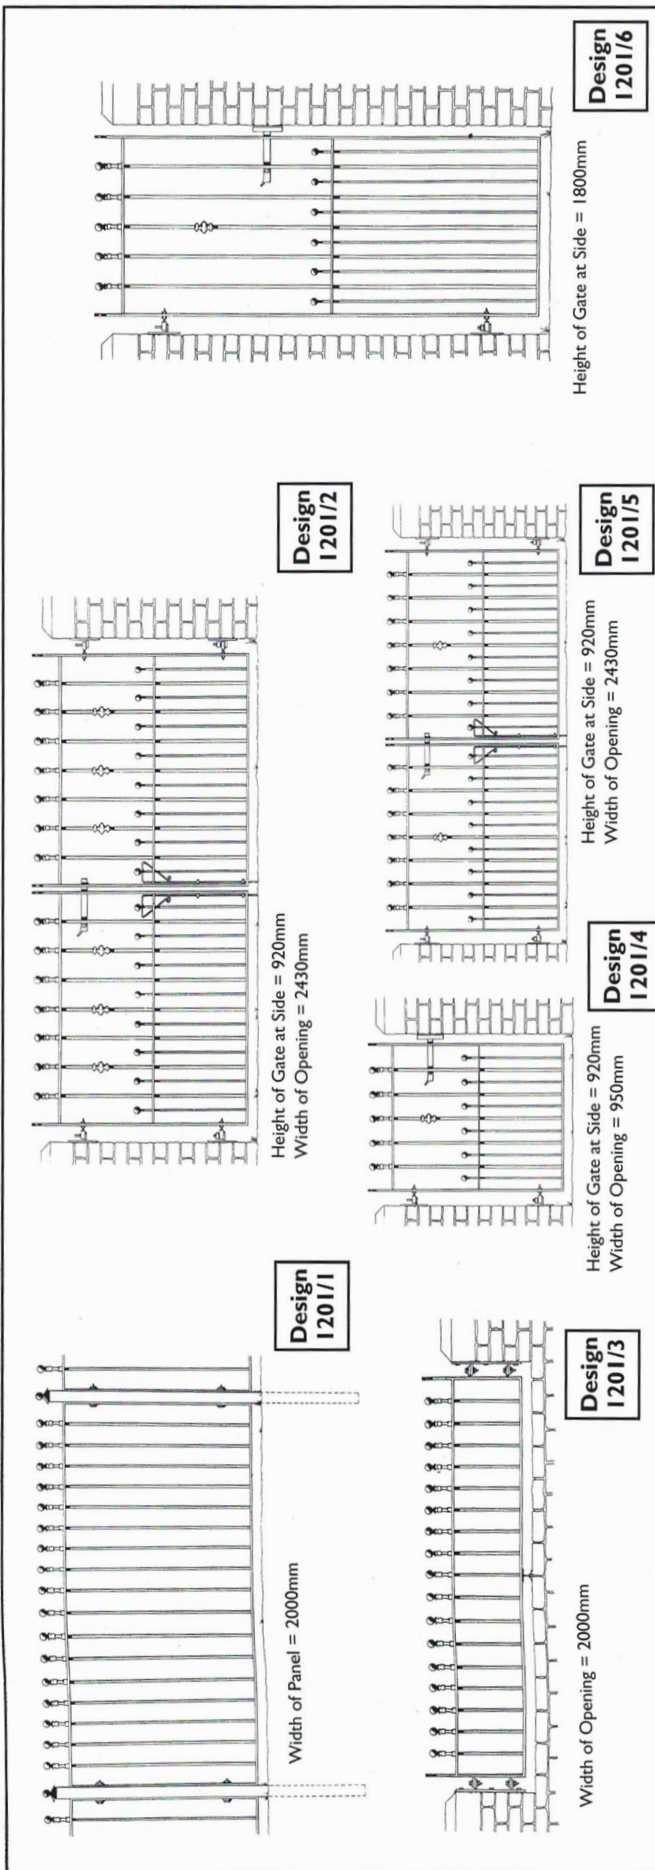 Width of Panel = 2000mm
Design
1201/1
Height of Gate at Side = 920mm
Width of Opening = 2430mm
Design
1201/2
Width of Opening = 2000mm
Design
1201/3
Height of Gate at Side = 920mm
Width of Opening = 950mm
Design
1201/4
Height of Gate at Side = 920mm
Width of Opening = 2430mm
Design
1201/5
Height of Gate at Side = 1800mm
Design
1201/6